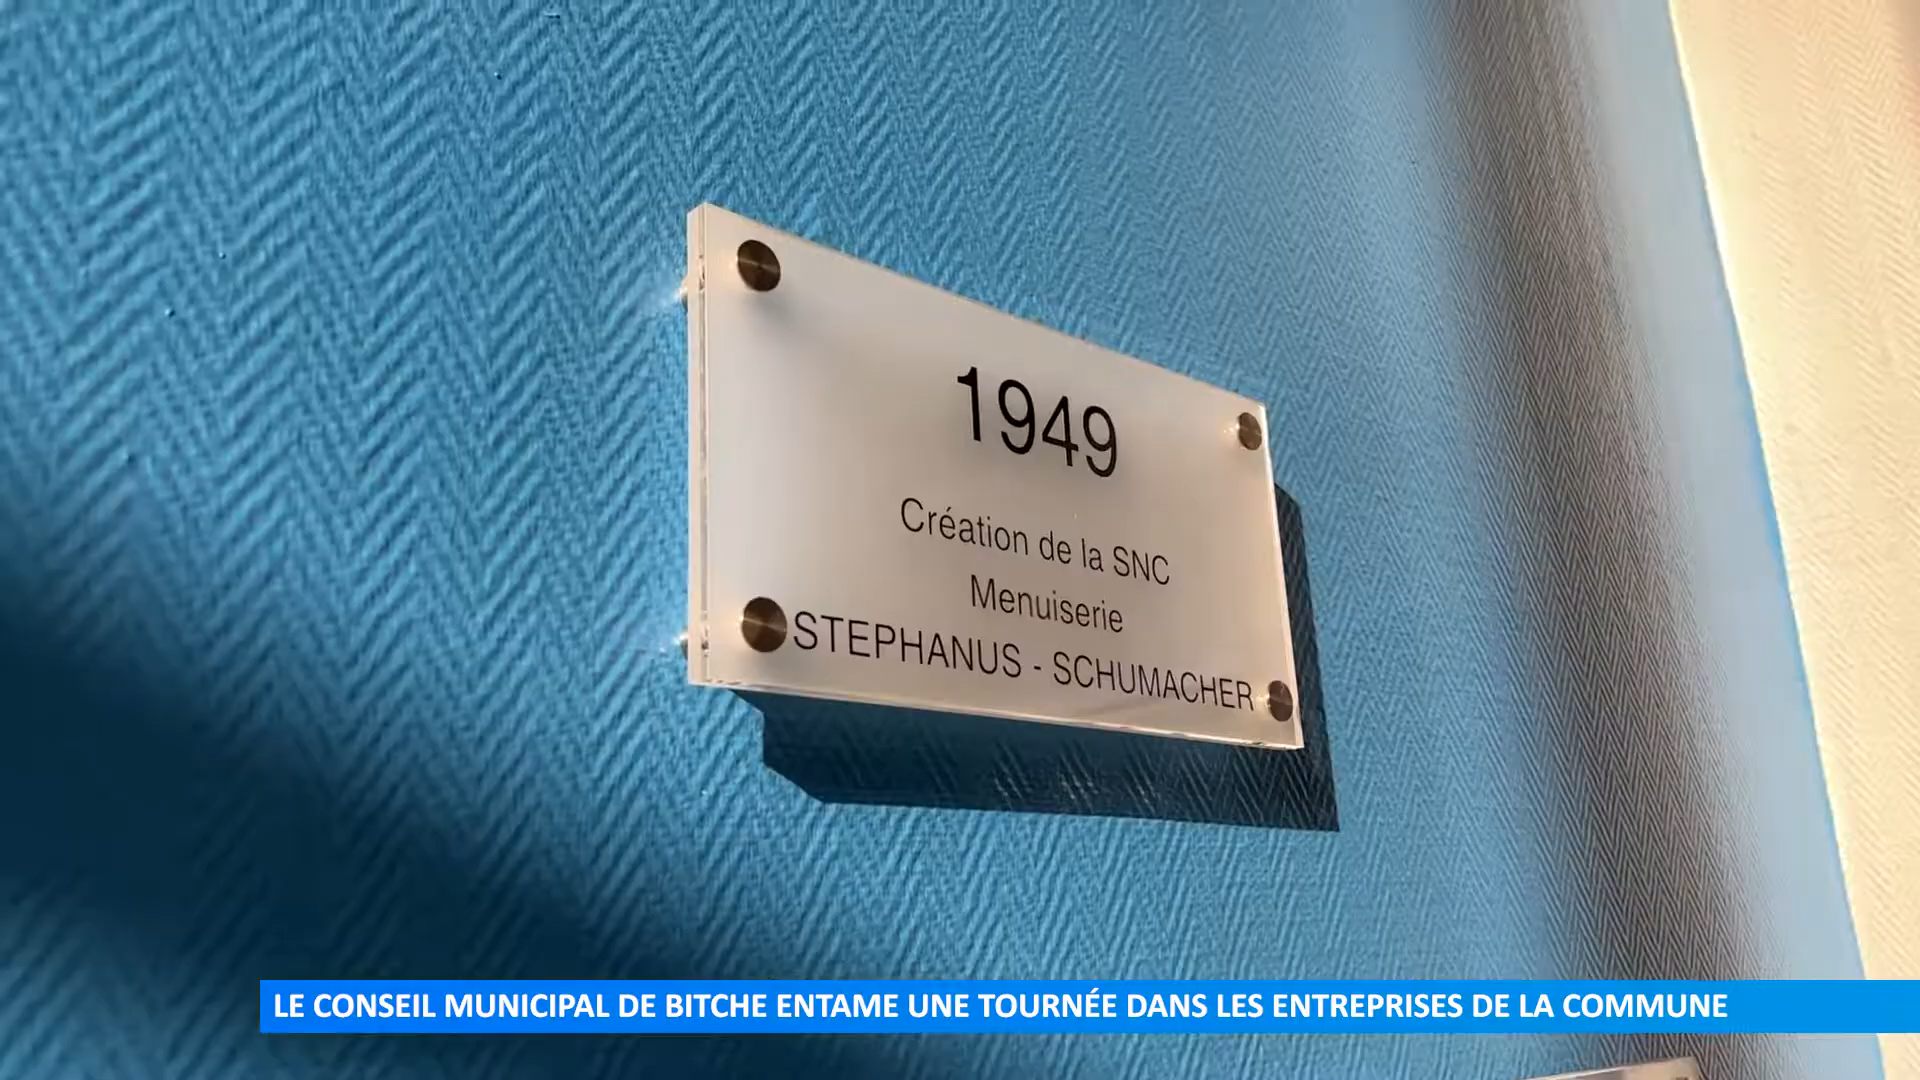 1949
Création de la SNC
Menuiserie
STEPHANUS - SCHUMACHER
LE CONSEIL MUNICIPAL DE BITCHE ENTAME UNE TOURNÉE DANS LES ENTREPRISES DE LA COMMUNE